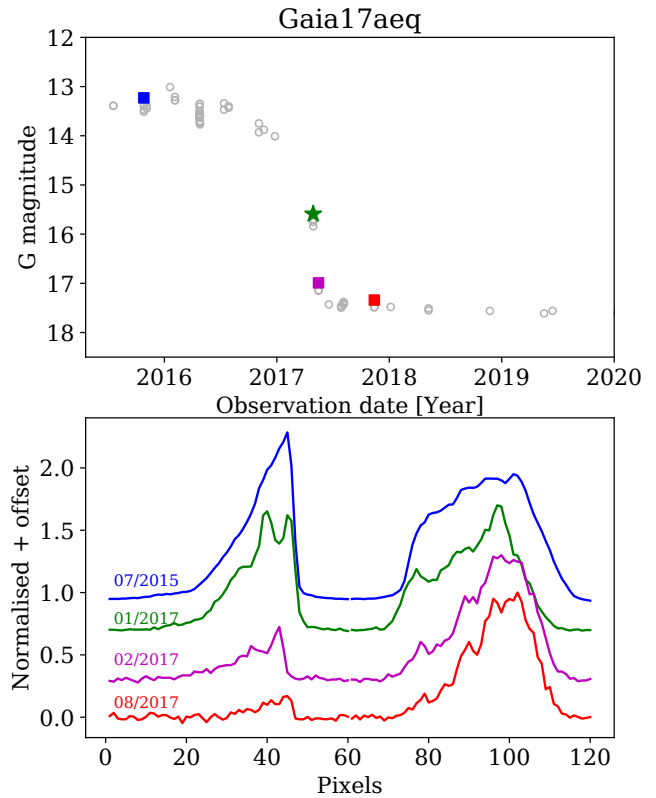 Gaia17aeq
12
13
14
15
16
17
18
G magnitude
2016 2017 2018 2019 2020
Observation date [Year]
2.0
1.5
1.0
0.5
0.0
Normalised + offset
07/2015
01/2017
02/2017
08/2017
0 20 40 60 80 100 120
Pixels